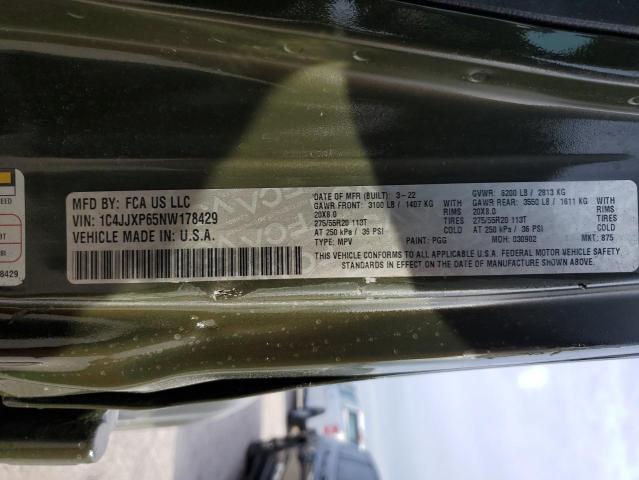 EED
8429
MFD BY: FCA US LLC
VIN: 1C4JJXP65NW178429
VEHICLE MADE IN: U.S.A.
DATE OF MFR (BUILT): 3-22 GVWR: 6200 LB / 2813 KG
GAWR FRONT: 3100 LB / 1407 KG GAWR REAR: 3550 LB / 1611 KG
20X8.0 20X8.0
275/55R20 113T TIRES 275/55R20 113T TIRES
AT 250 kPa / 36 PSI COLD AT 250 kPa / 36 PSI COLD
TYPE: MPV PAINT: PGG MDH: 030902 MKT: 875
THIS VEHICLE CONFORMS TO ALL APPLICABLE U.S.A. FEDERAL MOTOR VEHICLE SAFETY
STANDARDS IN EFFECT ON THE DATE OF MANUFACTURE SHOWN ABOVE.